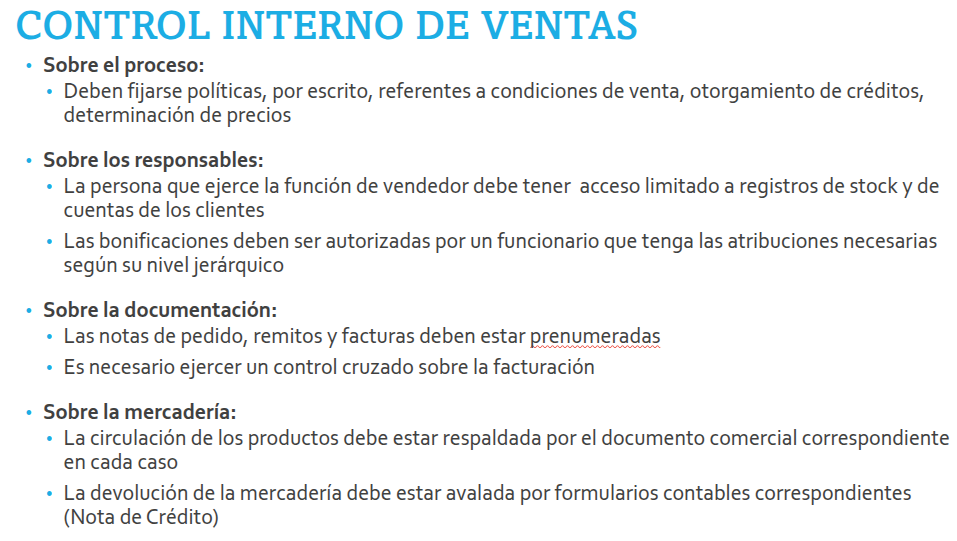 CONTROL INTERNO DE VENTAS
• Sobre el proceso:
• Deben fijarse políticas, por escrito, referentes a condiciones de venta, otorgamiento de créditos,
determinación de precios
• Sobre los responsables:
• La persona que ejerce la función de vendedor debe tener  acceso limitado a registros de stock y de
cuentas de los clientes
• Las bonificaciones deben ser autorizadas por un funcionario que tenga las atribuciones necesarias
según su nivel jerárquico
• Sobre la documentación:
• Las notas de pedido, remitos y facturas deben estar prenumeradas
• Es necesario ejercer un control cruzado sobre la facturación
• Sobre la mercadería:
• La circulación de los productos debe estar respaldada por el documento comercial correspondiente
en cada caso
• La devolución de la mercadería debe estar avalada por formularios contables correspondientes
(Nota de Crédito)